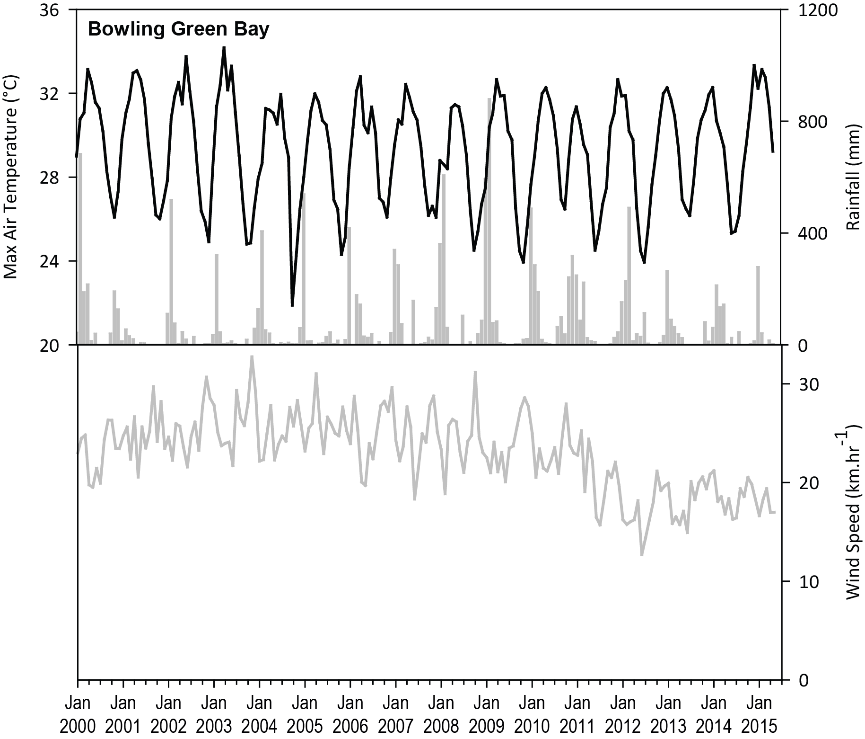 Bowling Green Bay
Max Air Temperature (°C)
36
32
28
24
20
1200
800
400
0
Rainfall (mm)
30
20
10
0
Wind Speed (km.hr-1)
Jan Jan Jan Jan Jan Jan Jan Jan Jan Jan Jan Jan Jan Jan Jan Jan
2000 2001 2002 2003 2004 2005 2006 2007 2008 2009 2010 2011 2012 2013 2014 2015